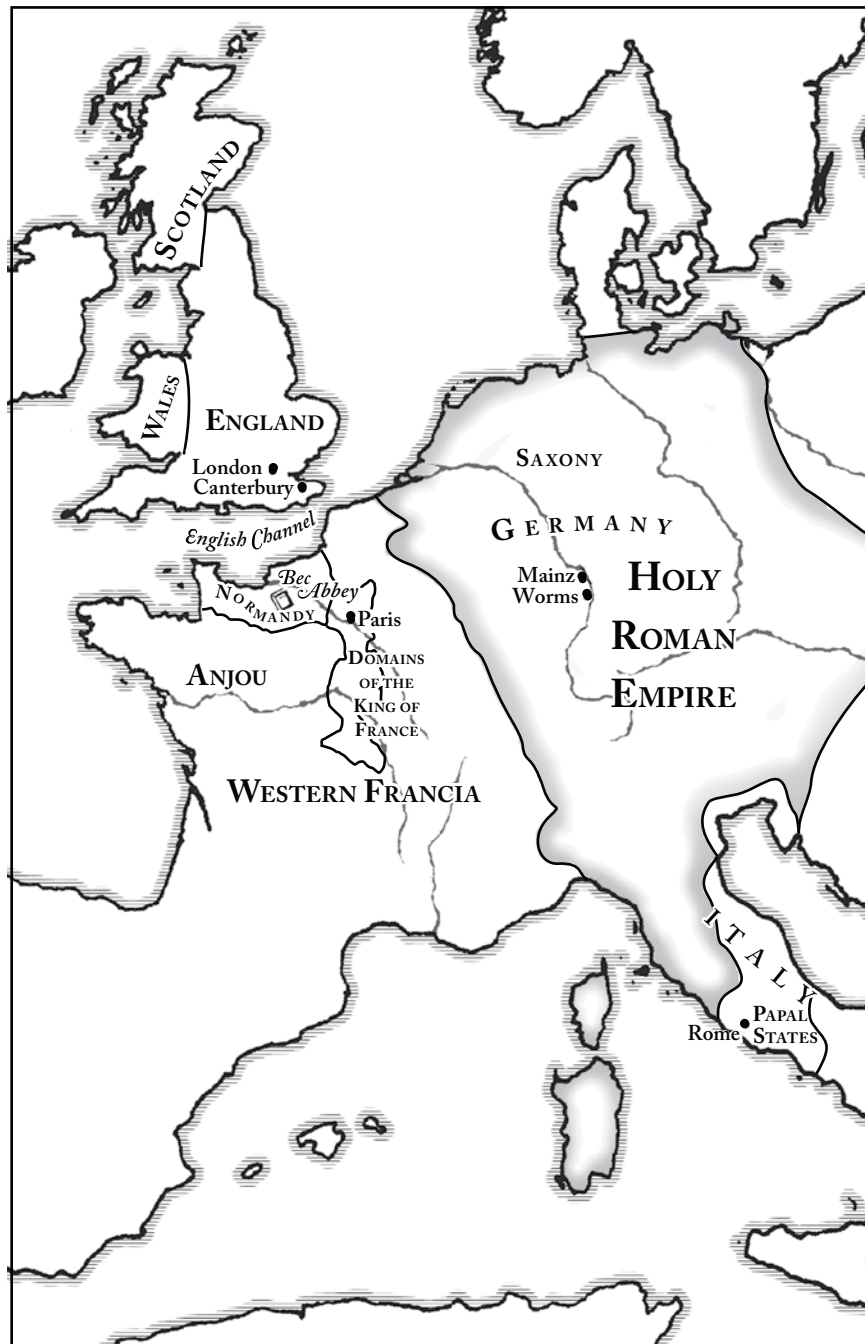 SCOTLAND
WALES
ENGLAND
London
Canterbury
English Channel
SAXONY
GERMANY
Mainz
Worms
HOLY
ROMAN
EMPIRE
Bec
Abbey
NORMANDY
Paris
ANJOU
DOMAINS
OF THE
KING OF
FRANCE
WESTERN FRANCIA
ITALY
Rome
PAPAL
STATES